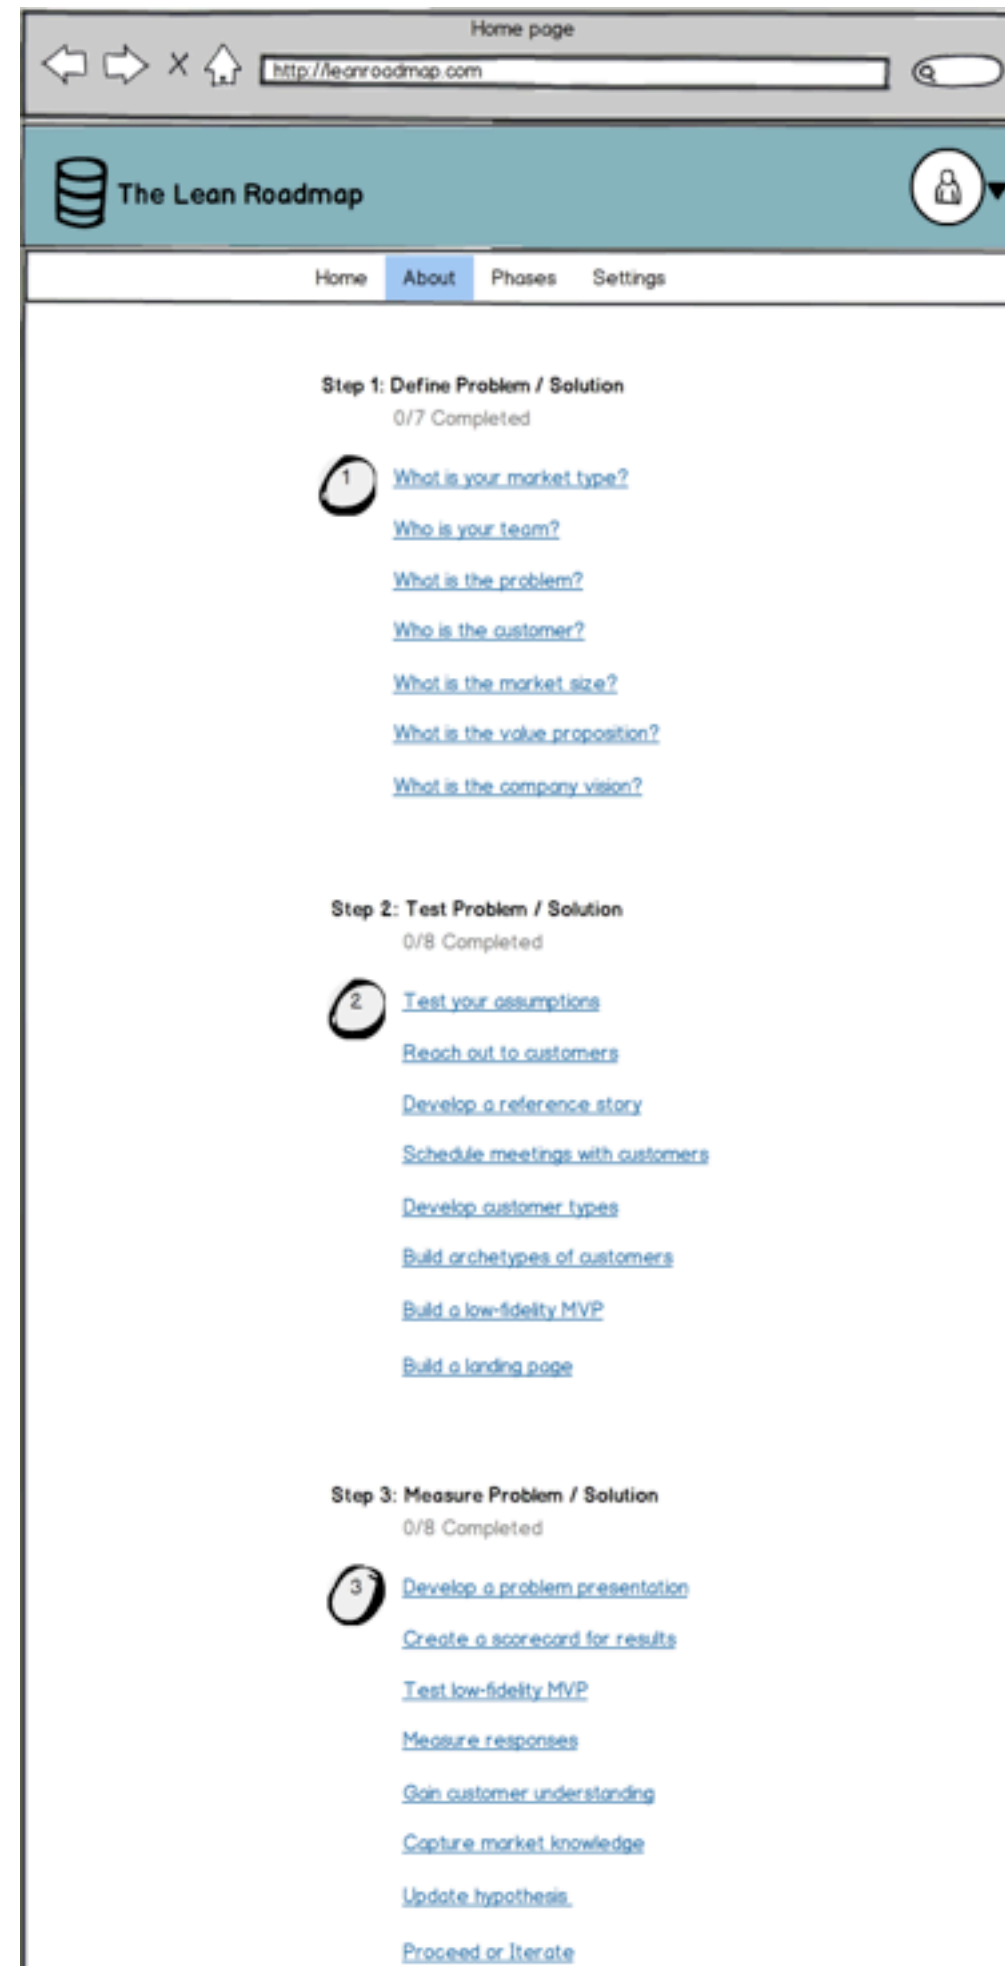 Home page
http://leanroadmap.com
The Lean Roadmap
Home About Phases Settings
Step 1: Define Problem / Solution
0/7 Completed
1
What is your market type?
Who is your team?
What is the problem?
Who is the customer?
What is the market size?
What is the value proposition?
What is the company vision?
Step 2: Test Problem / Solution
0/8 Completed
2
Test your assumptions
Reach out to customers
Develop a reference story
Schedule meetings with customers
Develop customer types
Build archetypes of customers
Build a low-fidelity MVP
Build a landing page
Step 3: Measure Problem / Solution
0/8 Completed
3
Develop a problem presentation
Create a scorecard for results
Test low-fidelity MVP
Measure responses
Gain customer understanding
Capture market knowledge
Update hypothesis
Proceed or Iterate